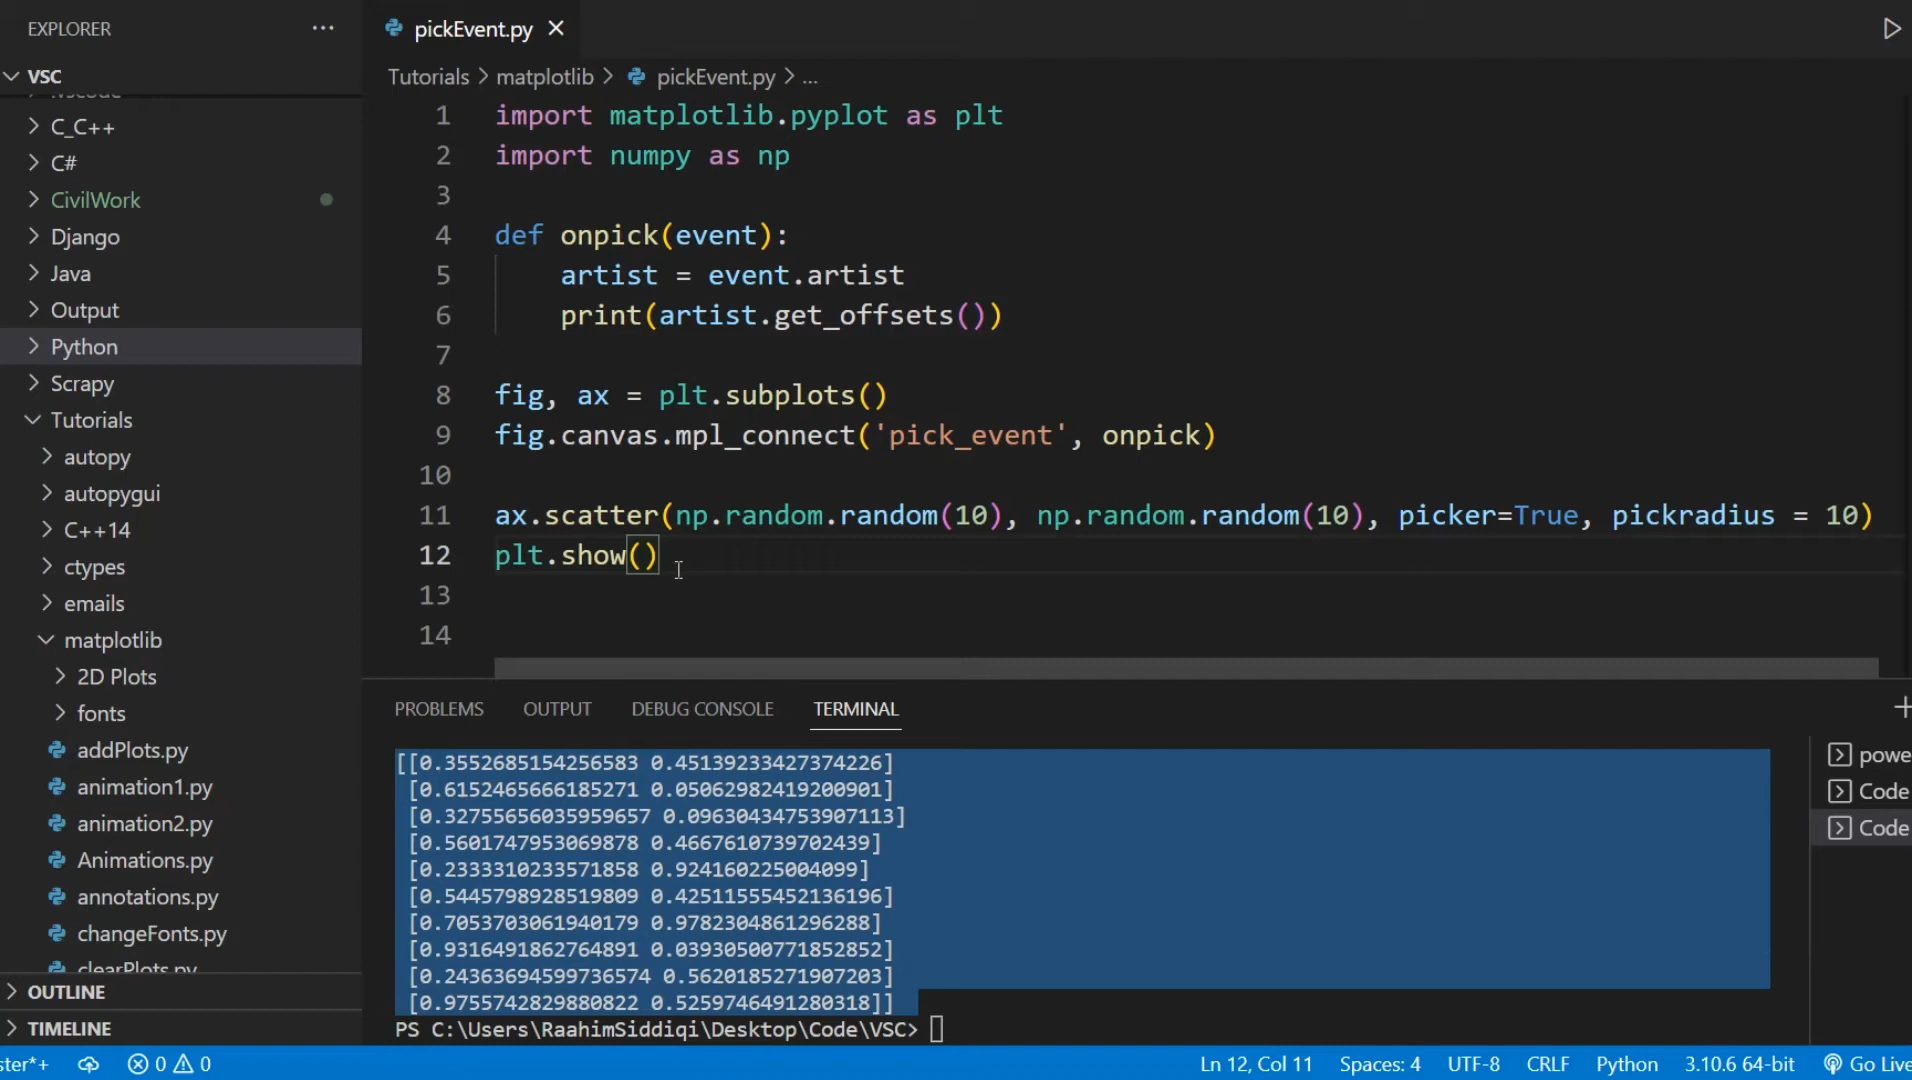 EXPLORER
VSC
.vscode
C_C++
C#
CivilWork
Django
Java
Output
Python
Scrapy
Tutorials
autopy
autopygui
C++14
ctypes
emails
matplotlib
2D Plots
fonts
addPlots.py
animation1.py
animation2.py
Animations.py
annotations.py
changeFonts.py
clearPlots.py
OUTLINE
TIMELINE
pickEvent.py
Tutorials > matplotlib > pickEvent.py > ...
1 import matplotlib.pyplot as plt
2 import numpy as np
3
4 def onpick(event):
5 artist = event.artist
6 print(artist.get_offsets())
7
8 fig, ax = plt.subplots()
9 fig.canvas.mpl_connect('pick_event', onpick)
10
11 ax.scatter(np.random.random(10), np.random.random(10), picker=True, pickradius = 10)
12 plt.show()
13
14
PROBLEMS OUTPUT DEBUG CONSOLE TERMINAL
[[0.3552685154256583 0.45139233427374226]
[0.6152465666185271 0.05062982419200901]
[0.32755656035959657 0.09630434753907113]
[0.5601747953069878 0.4667610739702439]
[0.2333310233571858 0.924160225004099]
[0.5445798928519809 0.42511555452136196]
[0.7053703061940179 0.9782304861296288]
[0.9316491862764891 0.039305007718528 52]
[0.24363694599736574 0.5620185271907203]
[0.9755742829880822 0.5259746491280318]]
PS C:\Users\RaahimSiddiqi\Desktop\Code\VSC>
powe
Code
Code
ster*+ 0 0 Ln 12, Col 11 Spaces: 4 UTF-8 CRLF Python 3.10.6 64-bit Go Live